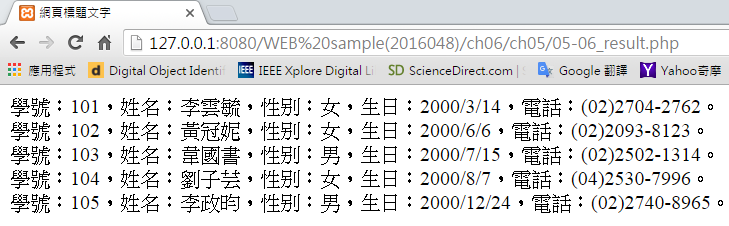 網頁標題文字
127.0.0.1:8080/WEB%20sample(2016048)/ch06/ch05/05-06_result.php
應用程式 Digital Object Identif IEEE Xplore Digital Li SD ScienceDirect.com | Google 翻譯 Yahoo奇摩
學號：101，姓名：李雲毓，性別：女，生日：2000/3/14，電話：(02)2704-2762。
學號：102，姓名：黃冠妮，性別：女，生日：2000/6/6，電話：(02)2093-8123。
學號：103，姓名：韋國書，性別：男，生日：2000/7/15，電話：(02)2502-1314。
學號：104，姓名：劉子芸，性別：女，生日：2000/8/7，電話：(04)2530-7996。
學號：105，姓名：李政昀，性別：男，生日：2000/12/24，電話：(02)2740-8965。